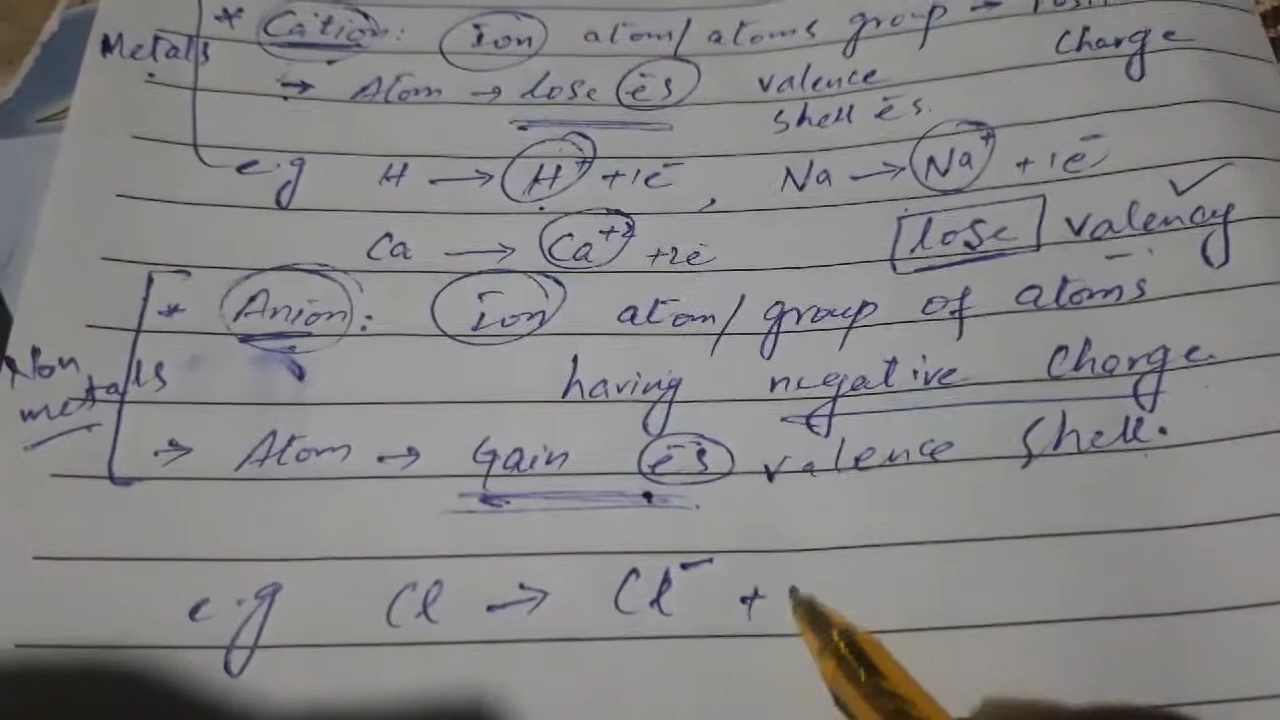 * Cation: Ion atom/atoms group →
Metals charge
→ Atom → lose ēs valence
shell ēs.
e.g H → H⁺ + 1ē, Na → Na⁺ + 1ē
Ca → Ca⁺² + 2ē lose valency ✓
* Anion: Ion atom/group of atoms
Non metals having negative charge.
→ Atom → Gain ēs valence shell.
e.g Cl → Cl⁻ +